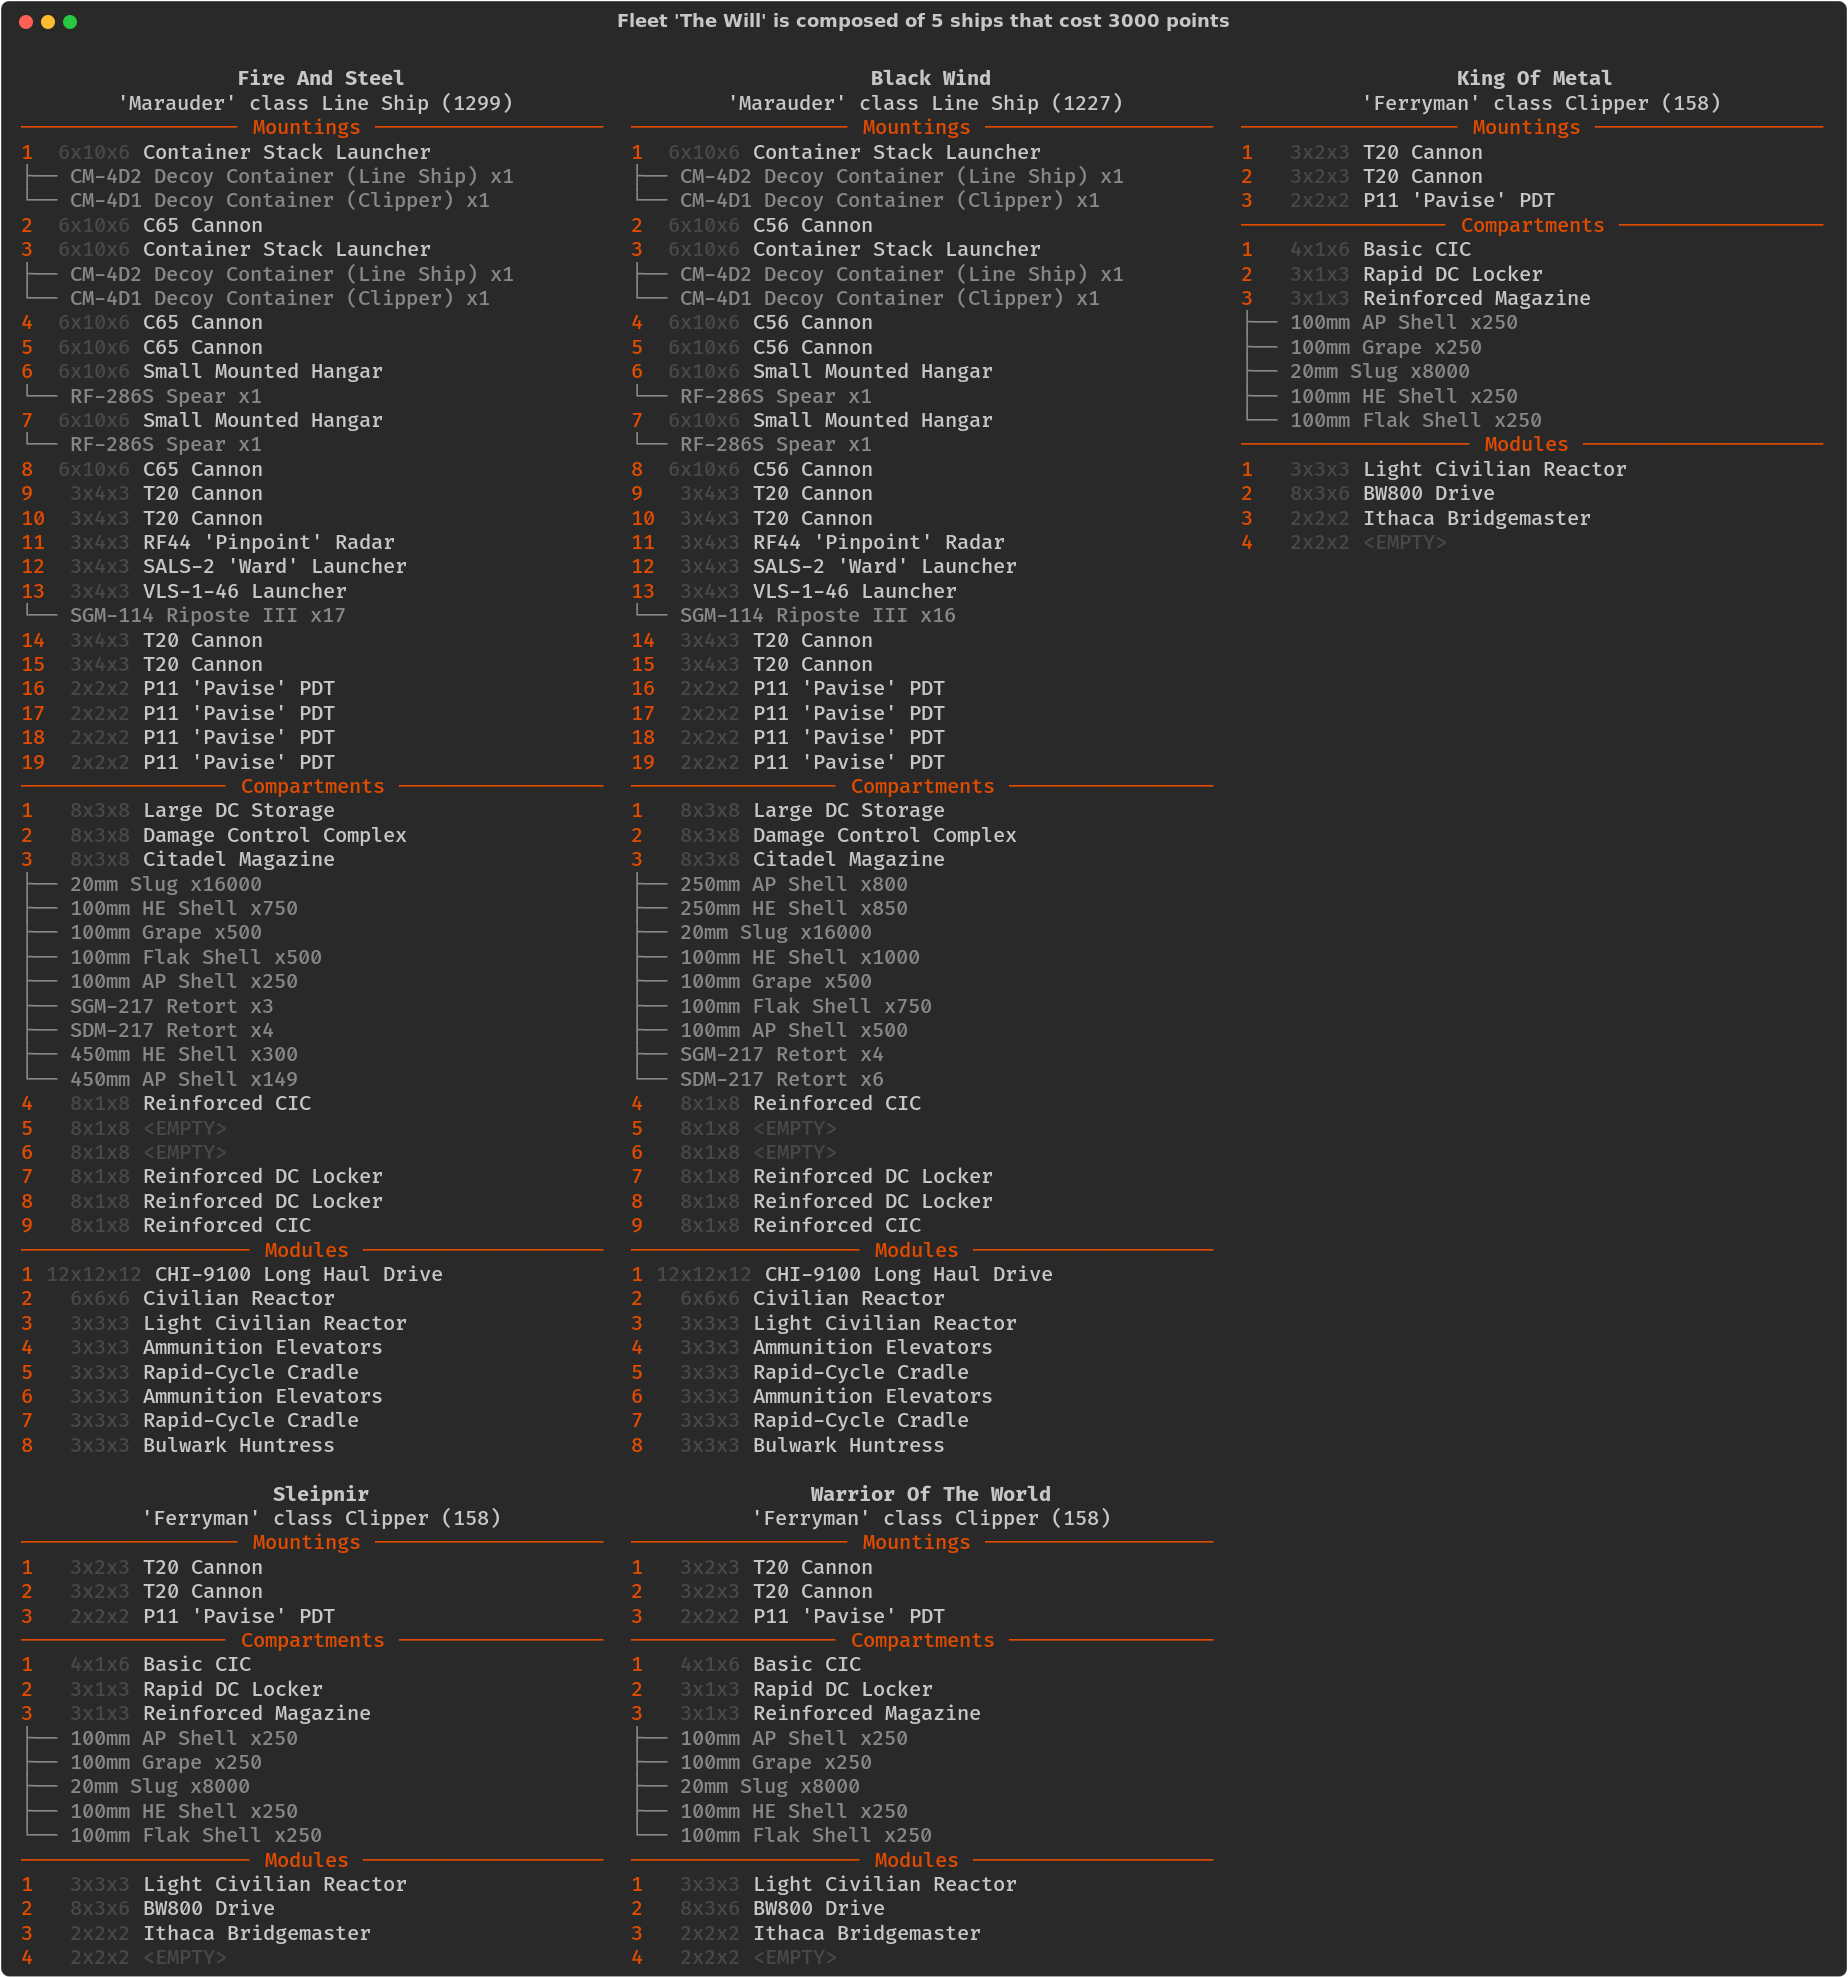 Fleet 'The Will' is composed of 5 ships that cost 3000 points
Fire And Steel
'Marauder' class Line Ship (1299)
Mountings
1 6x10x6 Container Stack Launcher
CM-4D2 Decoy Container (Line Ship) x1
CM-4D1 Decoy Container (Clipper) x1
2 6x10x6 C65 Cannon
3 6x10x6 Container Stack Launcher
CM-4D2 Decoy Container (Line Ship) x1
CM-4D1 Decoy Container (Clipper) x1
4 6x10x6 C65 Cannon
5 6x10x6 C65 Cannon
6 6x10x6 Small Mounted Hangar
RF-286S Spear x1
7 6x10x6 Small Mounted Hangar
RF-286S Spear x1
8 6x10x6 C65 Cannon
9 3x4x3 T20 Cannon
10 3x4x3 T20 Cannon
11 3x4x3 RF44 'Pinpoint' Radar
12 3x4x3 SALS-2 'Ward' Launcher
13 3x4x3 VLS-1-46 Launcher
SGM-114 Riposte III x17
14 3x4x3 T20 Cannon
15 3x4x3 T20 Cannon
16 2x2x2 P11 'Pavise' PDT
17 2x2x2 P11 'Pavise' PDT
18 2x2x2 P11 'Pavise' PDT
19 2x2x2 P11 'Pavise' PDT
Compartments
1 8x3x8 Large DC Storage
2 8x3x8 Damage Control Complex
3 8x3x8 Citadel Magazine
20mm Slug x16000
100mm HE Shell x750
100mm Grape x500
100mm Flak Shell x500
100mm AP Shell x250
SGM-217 Retort x3
SDM-217 Retort x4
450mm HE Shell x300
450mm AP Shell x149
4 8x1x8 Reinforced CIC
5 8x1x8 <EMPTY>
6 8x1x8 <EMPTY>
7 8x1x8 Reinforced DC Locker
8 8x1x8 Reinforced DC Locker
9 8x1x8 Reinforced CIC
Modules
1 12x12x12 CHI-9100 Long Haul Drive
2 6x6x6 Civilian Reactor
3 3x3x3 Light Civilian Reactor
4 3x3x3 Ammunition Elevators
5 3x3x3 Rapid-Cycle Cradle
6 3x3x3 Ammunition Elevators
7 3x3x3 Rapid-Cycle Cradle
8 3x3x3 Bulwark Huntress
Black Wind
'Marauder' class Line Ship (1227)
Mountings
1 6x10x6 Container Stack Launcher
CM-4D2 Decoy Container (Line Ship) x1
CM-4D1 Decoy Container (Clipper) x1
2 6x10x6 C56 Cannon
3 6x10x6 Container Stack Launcher
CM-4D2 Decoy Container (Line Ship) x1
CM-4D1 Decoy Container (Clipper) x1
4 6x10x6 C56 Cannon
5 6x10x6 C56 Cannon
6 6x10x6 Small Mounted Hangar
RF-286S Spear x1
7 6x10x6 Small Mounted Hangar
RF-286S Spear x1
8 6x10x6 C56 Cannon
9 3x4x3 T20 Cannon
10 3x4x3 T20 Cannon
11 3x4x3 RF44 'Pinpoint' Radar
12 3x4x3 SALS-2 'Ward' Launcher
13 3x4x3 VLS-1-46 Launcher
SGM-114 Riposte III x16
14 3x4x3 T20 Cannon
15 3x4x3 T20 Cannon
16 2x2x2 P11 'Pavise' PDT
17 2x2x2 P11 'Pavise' PDT
18 2x2x2 P11 'Pavise' PDT
19 2x2x2 P11 'Pavise' PDT
Compartments
1 8x3x8 Large DC Storage
2 8x3x8 Damage Control Complex
3 8x3x8 Citadel Magazine
250mm AP Shell x800
250mm HE Shell x850
20mm Slug x16000
100mm HE Shell x1000
100mm Grape x500
100mm Flak Shell x750
100mm AP Shell x500
SGM-217 Retort x4
SDM-217 Retort x6
4 8x1x8 Reinforced CIC
5 8x1x8 <EMPTY>
6 8x1x8 <EMPTY>
7 8x1x8 Reinforced DC Locker
8 8x1x8 Reinforced DC Locker
9 8x1x8 Reinforced CIC
Modules
1 12x12x12 CHI-9100 Long Haul Drive
2 6x6x6 Civilian Reactor
3 3x3x3 Light Civilian Reactor
4 3x3x3 Ammunition Elevators
5 3x3x3 Rapid-Cycle Cradle
6 3x3x3 Ammunition Elevators
7 3x3x3 Rapid-Cycle Cradle
8 3x3x3 Bulwark Huntress
King Of Metal
'Ferryman' class Clipper (158)
Mountings
1 3x2x3 T20 Cannon
2 3x2x3 T20 Cannon
3 2x2x2 P11 'Pavise' PDT
Compartments
1 4x1x6 Basic CIC
2 3x1x3 Rapid DC Locker
3 3x1x3 Reinforced Magazine
100mm AP Shell x250
100mm Grape x250
20mm Slug x8000
100mm HE Shell x250
100mm Flak Shell x250
Modules
1 3x3x3 Light Civilian Reactor
2 8x3x6 BW800 Drive
3 2x2x2 Ithaca Bridgemaster
4 2x2x2 <EMPTY>
Sleipnir
'Ferryman' class Clipper (158)
Mountings
1 3x2x3 T20 Cannon
2 3x2x3 T20 Cannon
3 2x2x2 P11 'Pavise' PDT
Compartments
1 4x1x6 Basic CIC
2 3x1x3 Rapid DC Locker
3 3x1x3 Reinforced Magazine
100mm AP Shell x250
100mm Grape x250
20mm Slug x8000
100mm HE Shell x250
100mm Flak Shell x250
Modules
1 3x3x3 Light Civilian Reactor
2 8x3x6 BW800 Drive
3 2x2x2 Ithaca Bridgemaster
4 2x2x2 <EMPTY>
Warrior Of The World
'Ferryman' class Clipper (158)
Mountings
1 3x2x3 T20 Cannon
2 3x2x3 T20 Cannon
3 2x2x2 P11 'Pavise' PDT
Compartments
1 4x1x6 Basic CIC
2 3x1x3 Rapid DC Locker
3 3x1x3 Reinforced Magazine
100mm AP Shell x250
100mm Grape x250
20mm Slug x8000
100mm HE Shell x250
100mm Flak Shell x250
Modules
1 3x3x3 Light Civilian Reactor
2 8x3x6 BW800 Drive
3 2x2x2 Ithaca Bridgemaster
4 2x2x2 <EMPTY>